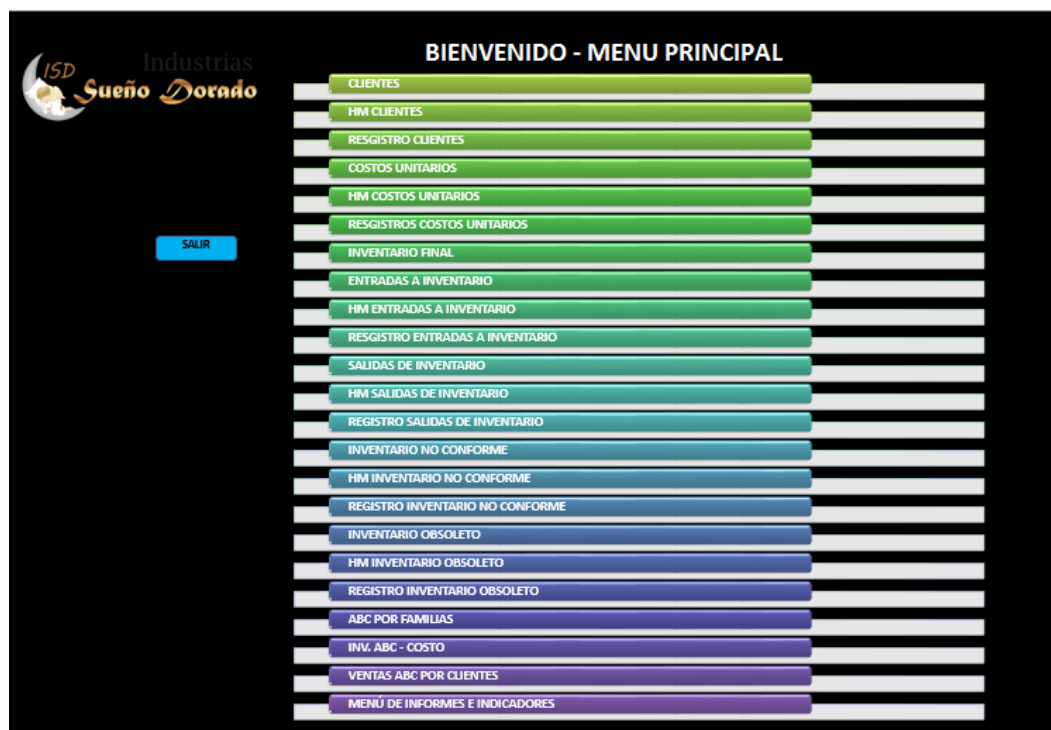 ISD
Industrias
Sueño Dorado
BIENVENIDO - MENU PRINCIPAL
CLIENTES
HM CLIENTES
RESGISTRO CLIENTES
COSTOS UNITARIOS
HM COSTOS UNITARIOS
RESGISTROS COSTOS UNITARIOS
SALIR
INVENTARIO FINAL
ENTRADAS A INVENTARIO
HM ENTRADAS A INVENTARIO
RESGISTRO ENTRADAS A INVENTARIO
SALIDAS DE INVENTARIO
HM SALIDAS DE INVENTARIO
REGISTRO SALIDAS DE INVENTARIO
INVENTARIO NO CONFORME
HM INVENTARIO NO CONFORME
REGISTRO INVENTARIO NO CONFORME
INVENTARIO OBSOLETO
HM INVENTARIO OBSOLETO
REGISTRO INVENTARIO OBSOLETO
ABC POR FAMILIAS
INV. ABC - COSTO
VENTAS ABC POR CLIENTES
MENÚ DE INFORMES E INDICADORES